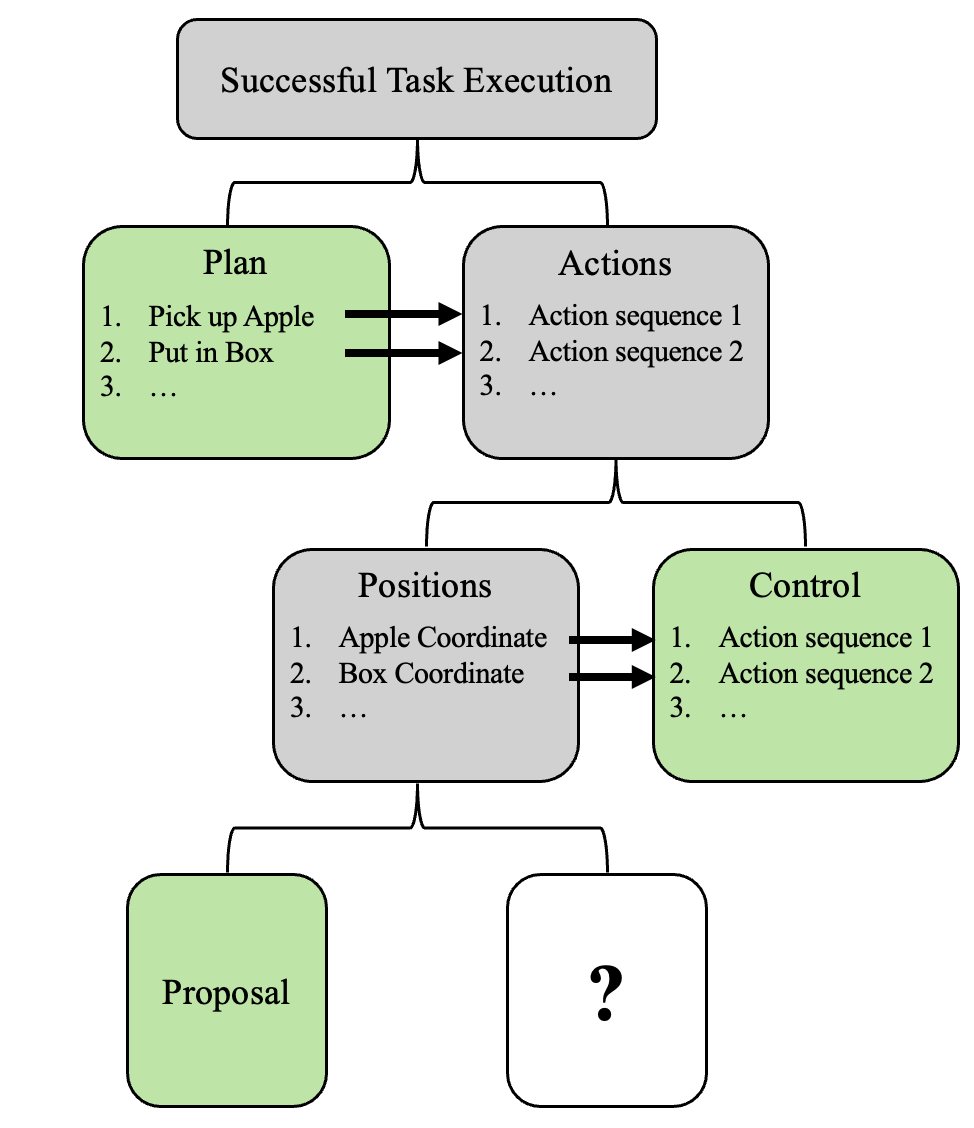 Successful Task Execution
Plan
1. Pick up Apple
2. Put in Box
3. …
Actions
1. Action sequence 1
2. Action sequence 2
3. …
Positions
1. Apple Coordinate
2. Box Coordinate
3. …
Control
1. Action sequence 1
2. Action sequence 2
3. …
Proposal
?